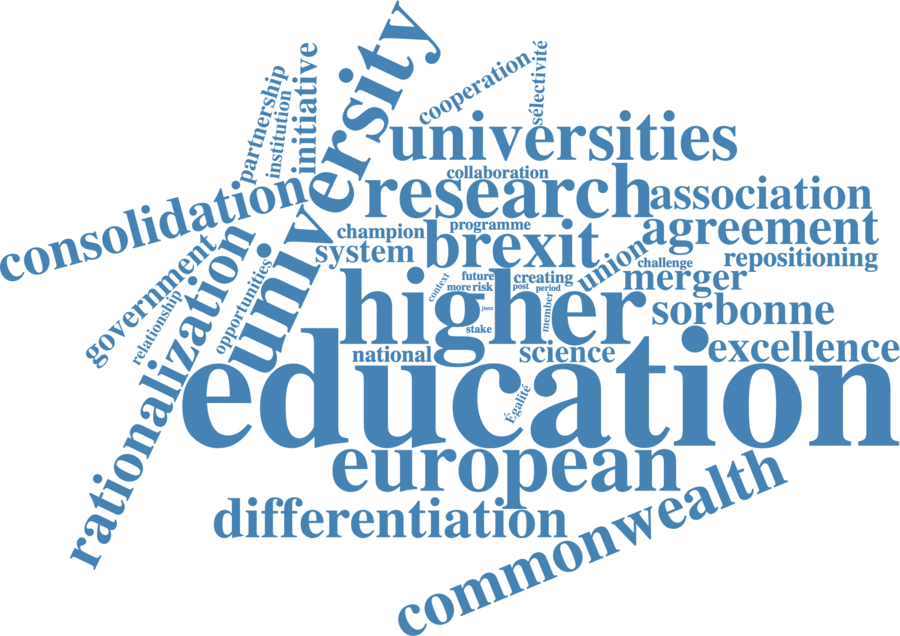 university
cooperation
sélectivité
partnership
institution
initiative
universities
collaboration
consolidation
research
association
champion
programme
agreement
system
brexit
union
challenge
repositioning
government
relationship
rationalization
opportunities
context
future
creating
merger
more
risk
post
period
member
june
higher
stake
sorbonne
national
science
excellence
education
Égalité
european
differentiation
commonwealth